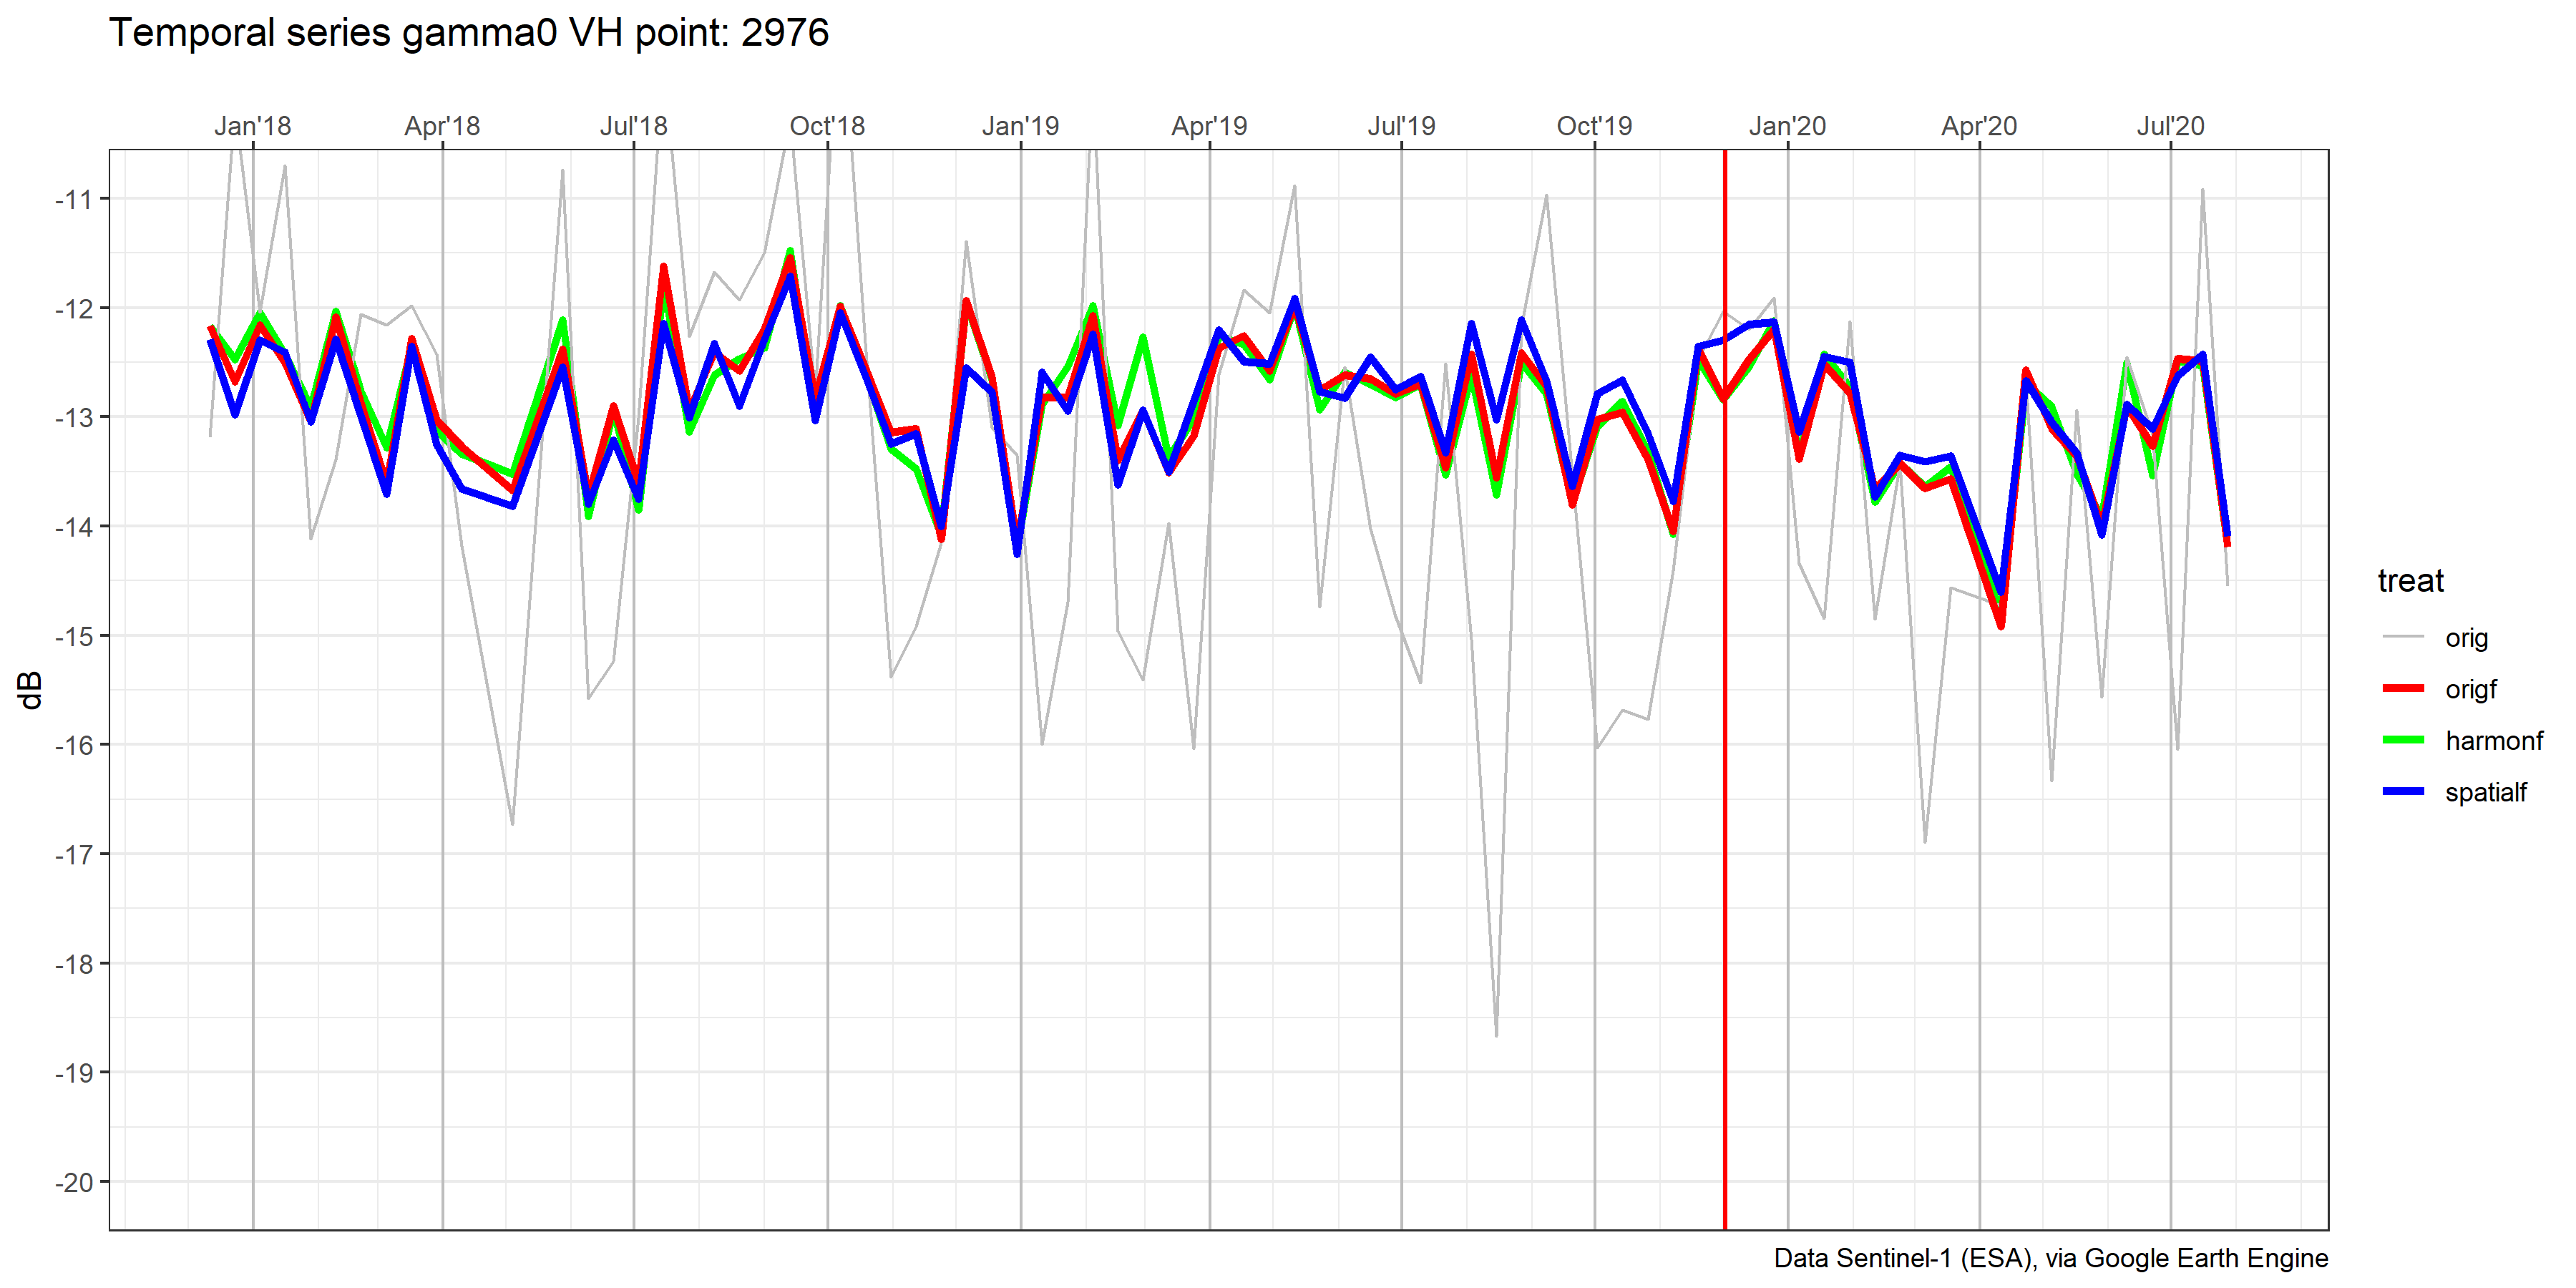 Temporal series gamma0 VH point: 2976
Jan'18 Apr'18 Jul'18 Oct'18 Jan'19 Apr'19 Jul'19 Oct'19 Jan'20 Apr'20 Jul'20
-11
-12
-13
-14
-15
-16
-17
-18
-19
-20
dB
treat
orig
origf
harmonf
spatialf
Data Sentinel-1 (ESA), via Google Earth Engine